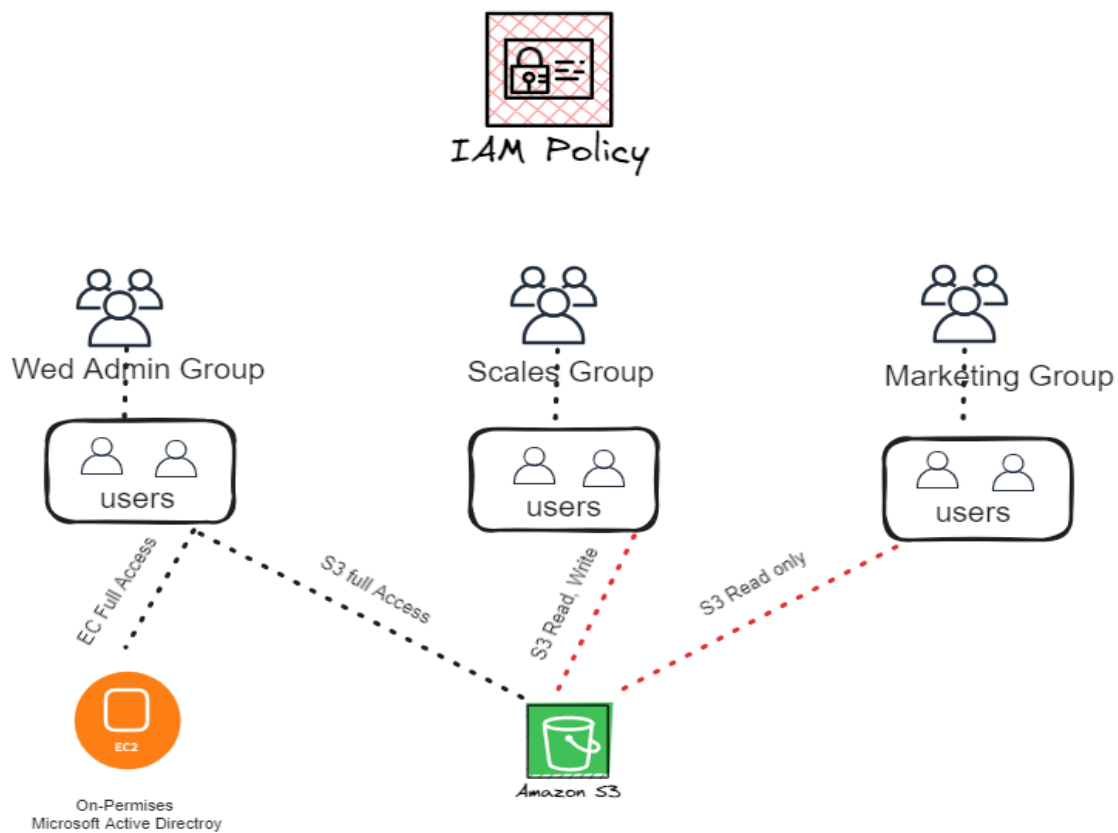 IAM Policy
Wed Admin Group
Scales Group
Marketing Group
users
users
users
EC Full Access
S3 full Access
S3 Read, Write
S3 Read only
EC2
Amazon S3
On-Permises
Microsoft Active Directroy